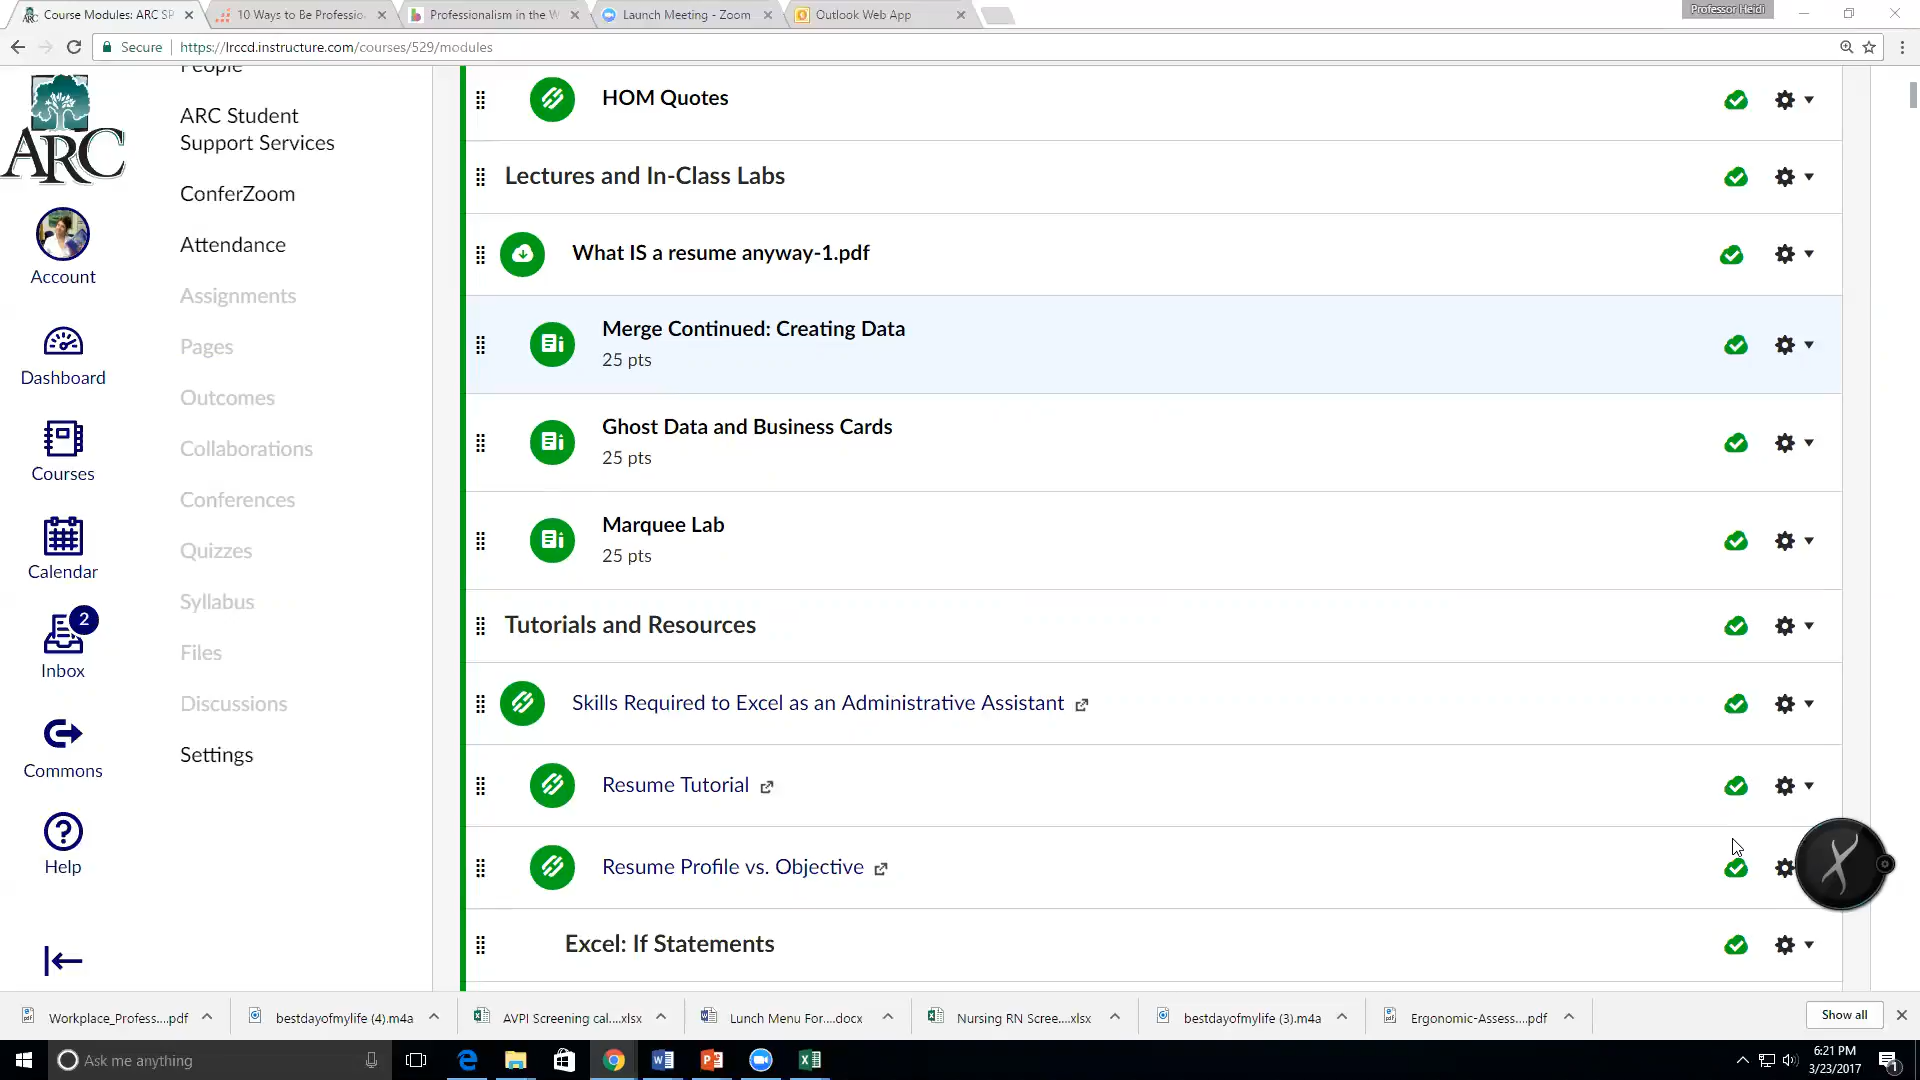 Course Modules: ARC SP
10 Ways to Be Professio
Professionalism in the W
Launch Meeting - Zoom
Outlook Web App
Professor Heidi
Secure
https://lrccd.instructure.com/courses/529/modules
ARC
Account
Dashboard
Courses
Calendar
2
Inbox
Commons
Help
People
ARC Student
Support Services
ConferZoom
Attendance
Assignments
Pages
Outcomes
Collaborations
Conferences
Quizzes
Syllabus
Files
Discussions
Settings
HOM Quotes
Lectures and In-Class Labs
What IS a resume anyway-1.pdf
Merge Continued: Creating Data
25 pts
Ghost Data and Business Cards
25 pts
Marquee Lab
25 pts
Tutorials and Resources
Skills Required to Excel as an Administrative Assistant
Resume Tutorial
Resume Profile vs. Objective
Excel: If Statements
Workplace_Profess....pdf
bestdayofmylife (4).m4a
AVPI Screening cal....xlsx
Lunch Menu For....docx
Nursing RN Scree....xlsx
bestdayofmylife (3).m4a
Ergonomic-Assess....pdf
Show all
Ask me anything
6:21 PM
3/23/2017
1